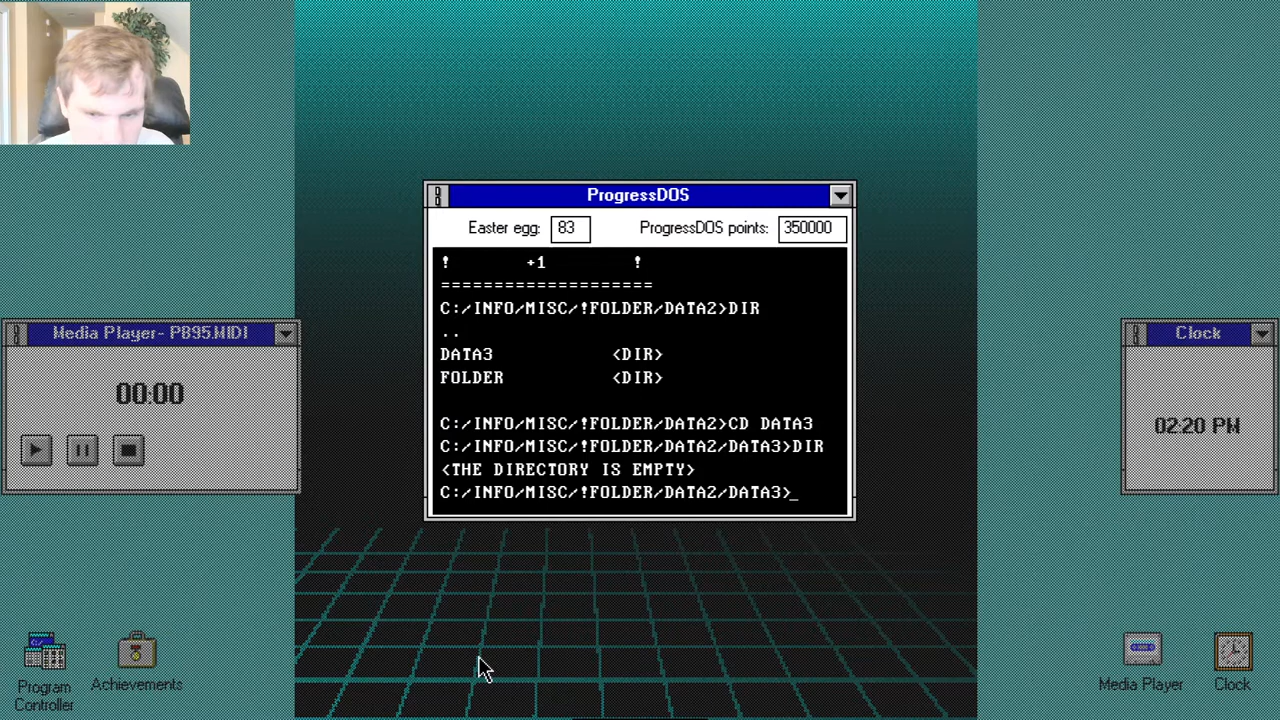 ProgressDOS
Easter egg: 83 ProgressDOS points: 350000
! +1 !
====================
C:/INFO/MISC/!FOLDER/DATA2>DIR
..
DATA3 <DIR>
FOLDER <DIR>
C:/INFO/MISC/!FOLDER/DATA2>CD DATA3
C:/INFO/MISC/!FOLDER/DATA2/DATA3>DIR
<THE DIRECTORY IS EMPTY>
C:/INFO/MISC/!FOLDER/DATA2/DATA3>_
Media Player- P895.MIDI
00:00
Clock
02:20 PM
Program
Controller
Achievements
Media Player
Clock